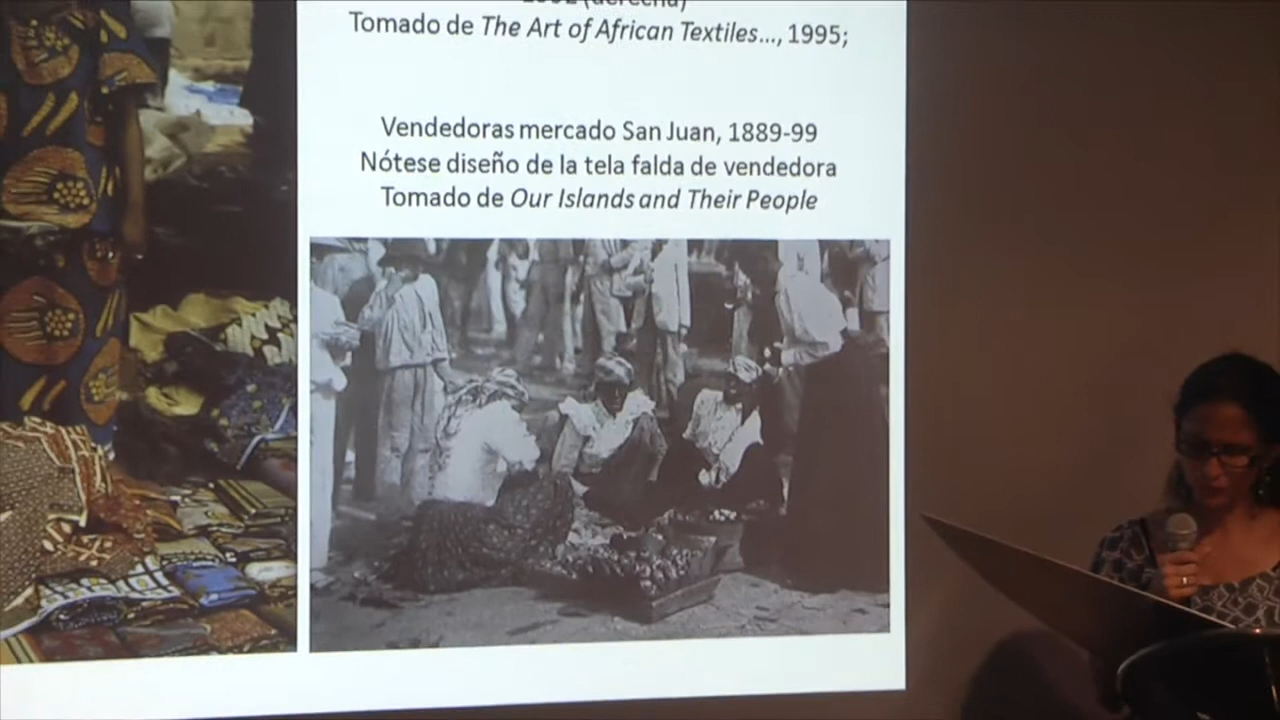 (derecha)
Tomado de The Art of African Textiles..., 1995;
Vendedoras mercado San Juan, 1889-99
Nótese diseño de la tela falda de vendedora
Tomado de Our Islands and Their People